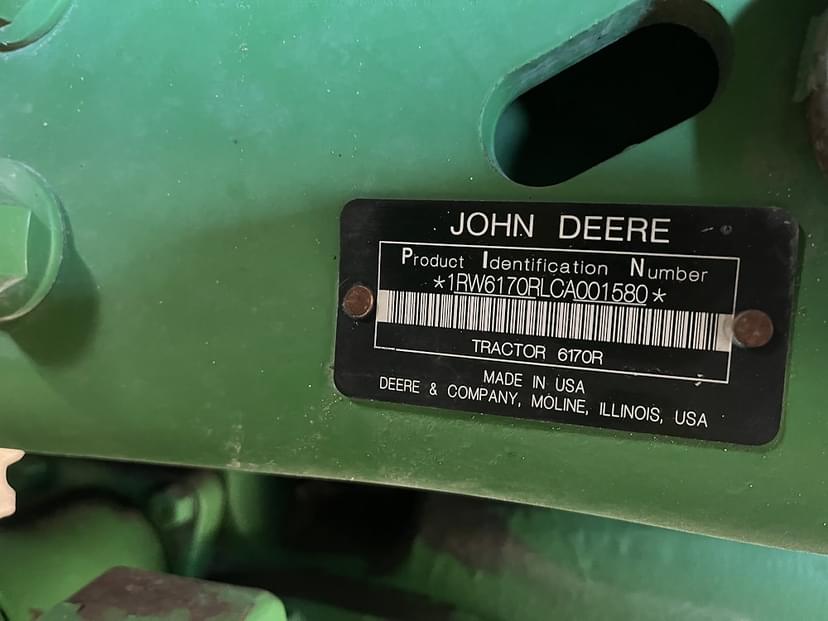 JOHN DEERE
Product Identification Number
*1RW6170RLCA001580*
TRACTOR 6170R
MADE IN USA
DEERE & COMPANY, MOLINE, ILLINOIS, USA